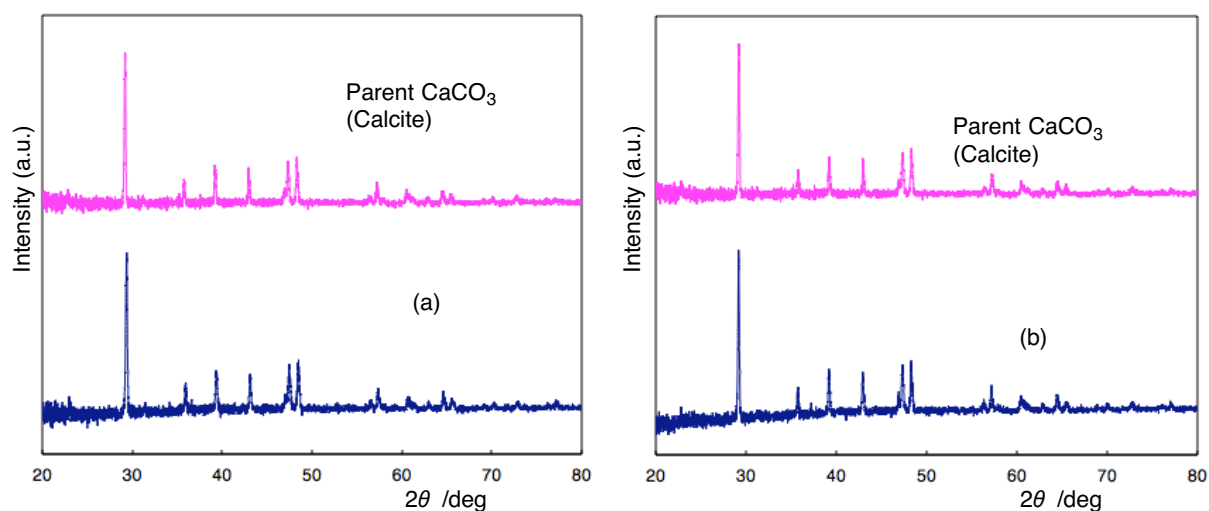 Parent CaCO₃
(Calcite)
Intensity (a.u.)
(a)
20 30 40 50 60 70 80
2θ /deg
Parent CaCO₃
(Calcite)
Intensity (a.u.)
(b)
20 30 40 50 60 70 80
2θ /deg